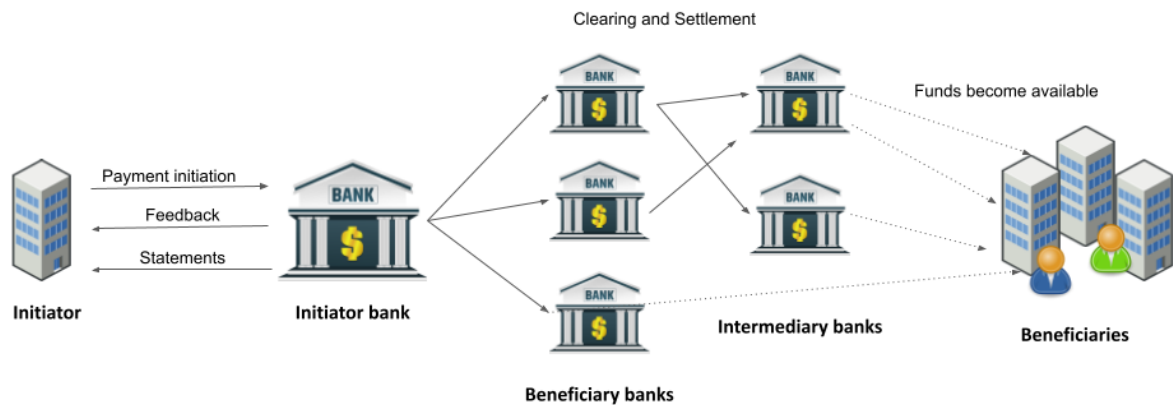 Clearing and Settlement
BANK
$
BANK
$
Funds become available
Payment initiation
Feedback
Statements
BANK
$
BANK
$
BANK
$
BANK
$
Initiator
Initiator bank
Intermediary banks
Beneficiaries
Beneficiary banks